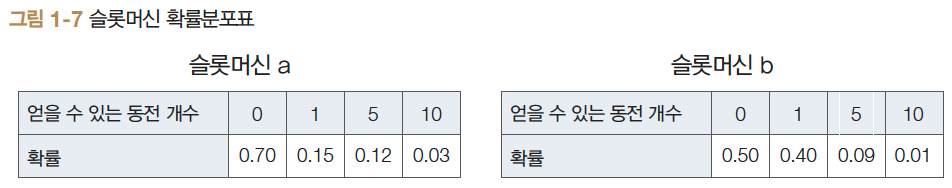 그림 1-7 슬롯머신 확률분포표
슬롯머신 a
얻을 수 있는 동전 개수 0 1 5 10
확률 0.70 0.15 0.12 0.03
슬롯머신 b
얻을 수 있는 동전 개수 0 1 5 10
확률 0.50 0.40 0.09 0.01